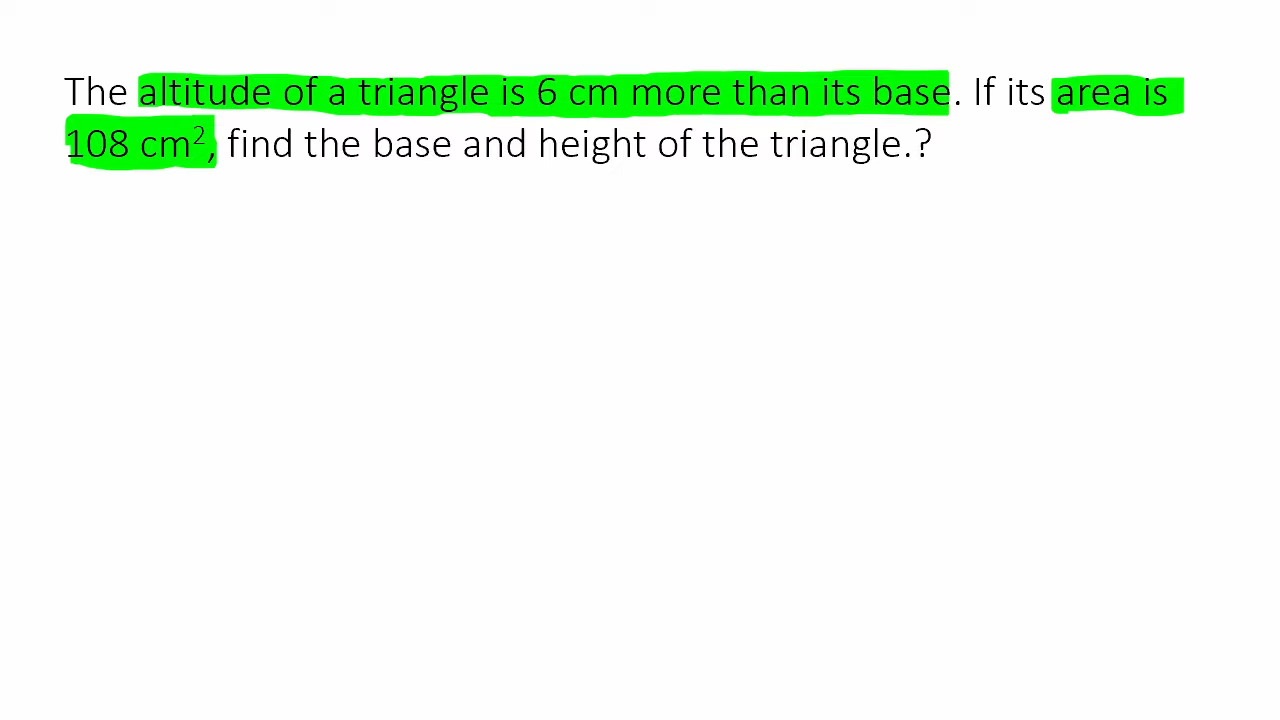 The altitude of a triangle is 6 cm more than its base. If its area is
108 cm², find the base and height of the triangle.?